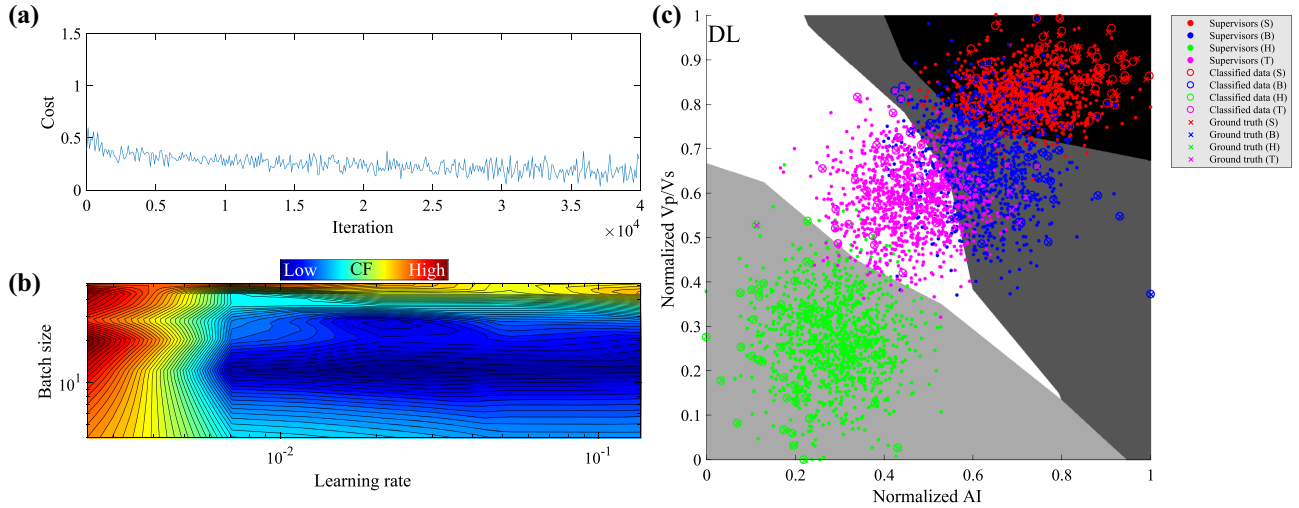 (a)
1.5
1
0.5
0
Cost
0 0.5 1 1.5 2 2.5 3 3.5 4
Iteration
×10⁴
Low CF High
(b)
Batch size
10¹
10⁻² 10⁻¹
Learning rate
(c)
DL
1
0.9
0.8
0.7
0.6
0.5
0.4
0.3
0.2
0.1
0
Normalized Vp/Vs
0 0.2 0.4 0.6 0.8 1
Normalized AI
Supervisors (S)
Supervisors (B)
Supervisors (H)
Supervisors (T)
Classified data (S)
Classified data (B)
Classified data (H)
Classified data (T)
Ground truth (S)
Ground truth (B)
Ground truth (H)
Ground truth (T)